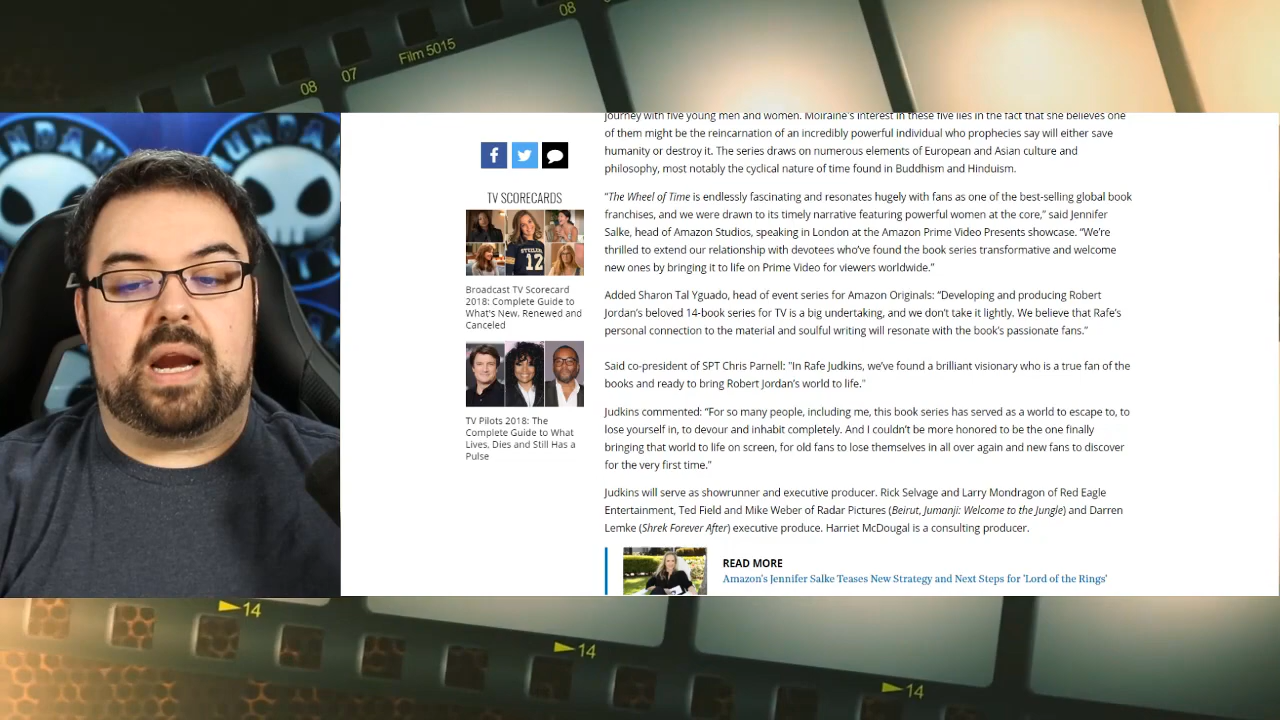 08
Film 5015
07
08
MUNDANE
MUNDANE
journey with five young men and women. Moiraine's interest in these five lies in the fact that she believes one
of them might be the reincarnation of an incredibly powerful individual who prophecies say will either save
humanity or destroy it. The series draws on numerous elements of European and Asian culture and
philosophy, most notably the cyclical nature of time found in Buddhism and Hinduism.
TV SCORECARDS
STEELERS
12
Broadcast TV Scorecard
2018: Complete Guide to
What's New, Renewed and
Canceled
TV Pilots 2018: The
Complete Guide to What
Lives, Dies and Still Has a
Pulse
“The Wheel of Time is endlessly fascinating and resonates hugely with fans as one of the best-selling global book
franchises, and we were drawn to its timely narrative featuring powerful women at the core,” said Jennifer
Salke, head of Amazon Studios, speaking in London at the Amazon Prime Video Presents showcase. “We're
thrilled to extend our relationship with devotees who've found the book series transformative and welcome
new ones by bringing it to life on Prime Video for viewers worldwide.”
Added Sharon Tal Yguado, head of event series for Amazon Originals: “Developing and producing Robert
Jordan's beloved 14-book series for TV is a big undertaking, and we don't take it lightly. We believe that Rafe's
personal connection to the material and soulful writing will resonate with the book's passionate fans.”
Said co-president of SPT Chris Parnell: "In Rafe Judkins, we've found a brilliant visionary who is a true fan of the
books and ready to bring Robert Jordan's world to life."
Judkins commented: “For so many people, including me, this book series has served as a world to escape to, to
lose yourself in, to devour and inhabit completely. And I couldn't be more honored to be the one finally
bringing that world to life on screen, for old fans to lose themselves in all over again and new fans to discover
for the very first time.”
Judkins will serve as showrunner and executive producer. Rick Selvage and Larry Mondragon of Red Eagle
Entertainment, Ted Field and Mike Weber of Radar Pictures (Beirut, Jumanji: Welcome to the Jungle) and Darren
Lemke (Shrek Forever After) executive produce. Harriet McDougal is a consulting producer.
READ MORE
Amazon's Jennifer Salke Teases New Strategy and Next Steps for 'Lord of the Rings'
14
14
14